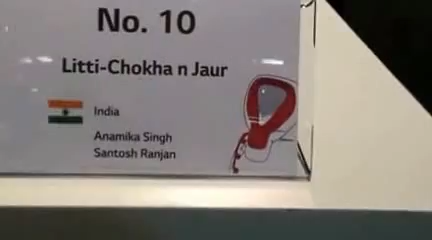 No. 10
Litti-Chokha n Jaur
India
Anamika Singh
Santosh Ranjan